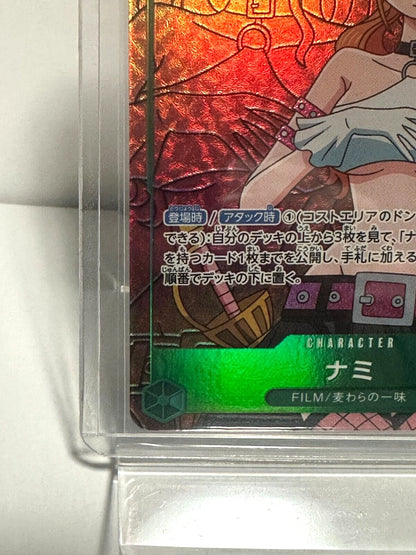 登場時 / アタック時 ①(コストエリアのドン
できる):自分のデッキの上から3枚を見て、「ナ
を持つカード1枚までを公開し、手札に加える
順番でデッキの下に置く。
CHARACTER
ナミ
FILM/麦わらの一味